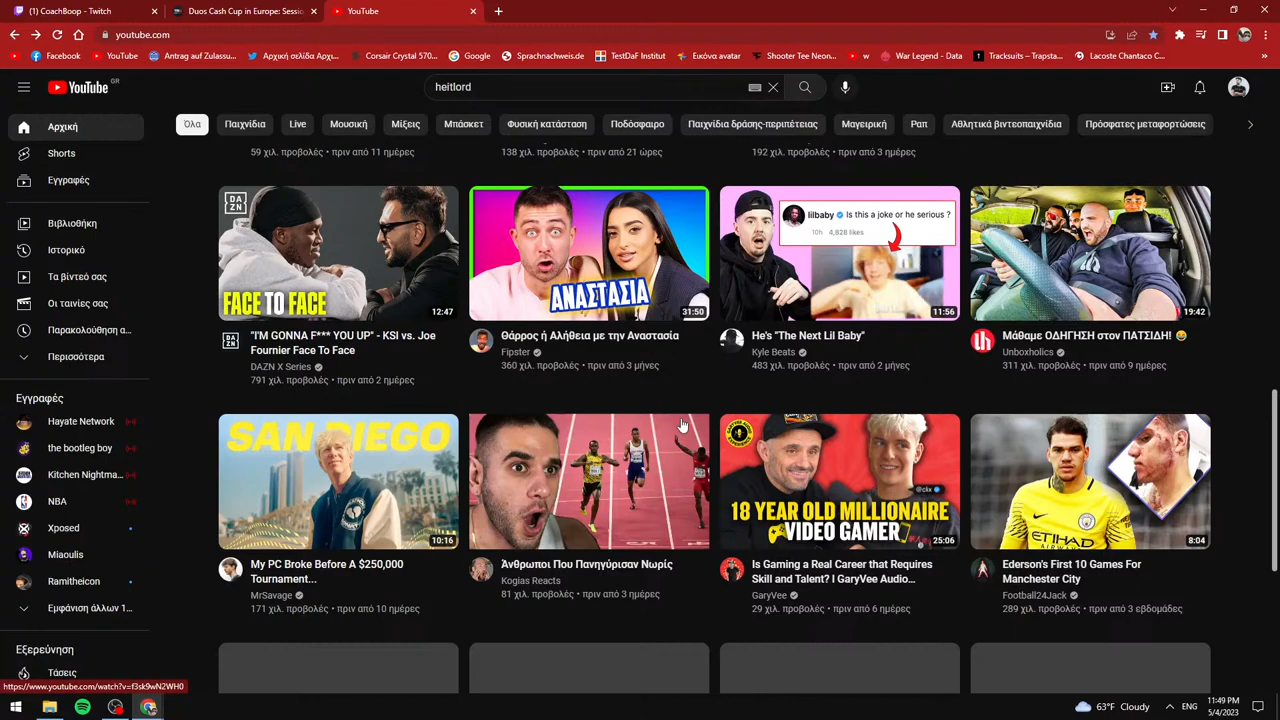 (1) CoachBoop - Twitch
Duos Cash Cup in Europe: Sessi
YouTube
youtube.com
Facebook
YouTube
Antrag auf Zulassu...
Αρχική σελίδα Αρχι...
Corsair Crystal 570...
Google
Sprachnachweis.de
TestDaF Institut
Εικόνα avatar
Shooter Tee Neon...
w
War Legend - Data
Tracksuits – Trapsta...
Lacoste Chantaco C...
YouTube GR
heitlord
Αρχική
Shorts
Εγγραφές
Βιβλιοθήκη
Ιστορικό
Τα βιντεό σας
Οι ταινίες σας
Παρακολούθηση α...
Περισσότερα
Εγγραφές
Hayate Network
the bootleg boy
Kitchen Nightma...
NBA
Xposed
Miaoulis
Ramitheicon
Εμφάνιση άλλων 1...
Εξερεύνηση
Τάσεις
Όλα
Παιχνίδια
Live
Μουσική
Μίξεις
Μπάσκετ
Φυσική κατάσταση
Ποδόσφαιρο
Παιχνίδια δράσης-περιπέτειας
Μαγειρική
Ραπ
Αθλητικά βιντεοπαιχνίδια
Πρόσφατες μεταφορτώσεις
59 χιλ. προβολές • πριν από 11 ημέρες
138 χιλ. προβολές • πριν από 21 ώρες
192 χιλ. προβολές • πριν από 3 ημέρες
DAZN
FACE TO FACE
12:47
"I'M GONNA F*** YOU UP" - KSI vs. Joe
Fournier Face To Face
DAZN X Series
791 χιλ. προβολές • πριν από 2 ημέρες
ΑΝΑΣΤΑΣΙΑ
31:50
Θάρρος ή Αλήθεια με την Αναστασία
Fipster
360 χιλ. προβολές • πριν από 3 μήνες
lilbaby Is this a joke or he serious ?
10h 4,828 likes
11:56
He's "The Next Lil Baby"
Kyle Beats
483 χιλ. προβολές • πριν από 2 μήνες
19:42
Μάθαμε ΟΔΗΓΗΣΗ στον ΠΑΤΣΙΔΗ! 😆
Unboxholics
311 χιλ. προβολές • πριν από 9 ημέρες
SAN DIEGO
10:16
My PC Broke Before A $250,000
Tournament...
MrSavage
171 χιλ. προβολές • πριν από 10 ημέρες
Άνθρωποι Που Πανηγύρισαν Νωρίς
Kogias Reacts
81 χιλ. προβολές • πριν από 3 ημέρες
@clix
18 YEAR OLD MILLIONAIRE
VIDEO GAMER
25:06
Is Gaming a Real Career that Requires
Skill and Talent? l GaryVee Audio...
GaryVee
29 χιλ. προβολές • πριν από 6 ημέρες
ETIHAD
8:04
Ederson's First 10 Games For
Manchester City
Football24Jack
289 χιλ. προβολές • πριν από 3 εβδομάδες
https://www.youtube.com/watch?v=f3sk9wN2WH0
63°F Cloudy
11:49 PM
5/4/2023